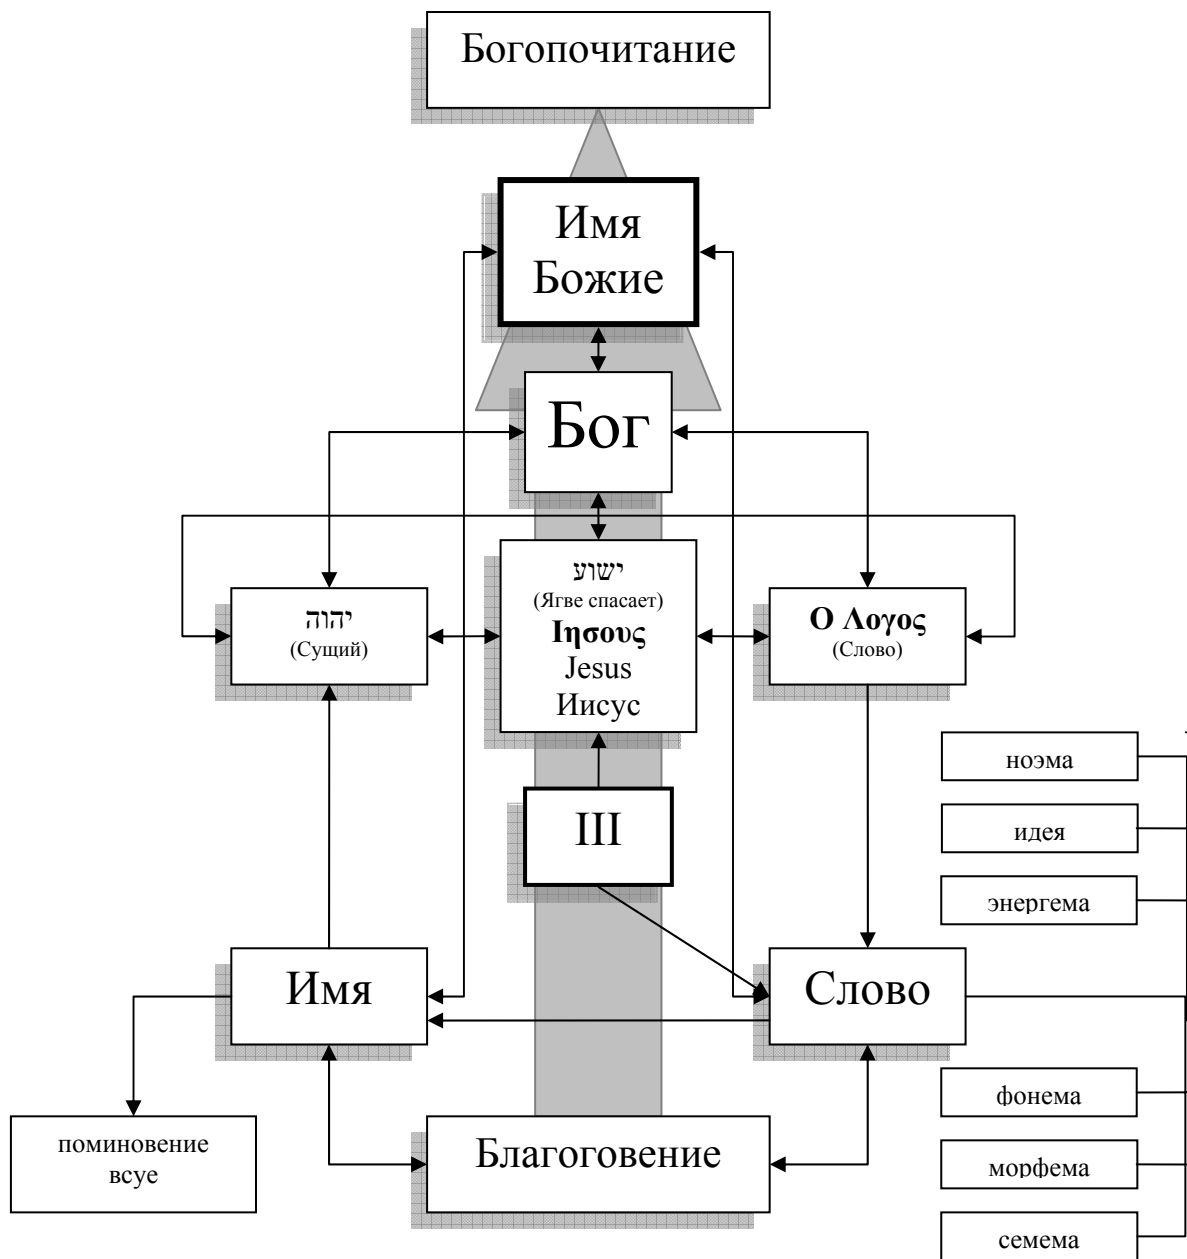 Богопочитание
Имя
Божие
Бог
ישוע
(Ягве спасает)
Ιησους
Jesus
Иисус
יהוה
(Сущий)
Ο Λογος
(Слово)
ноэма
идея
энергема
III
Имя
Слово
фонема
морфема
семема
поминовение
всуе
Благоговение